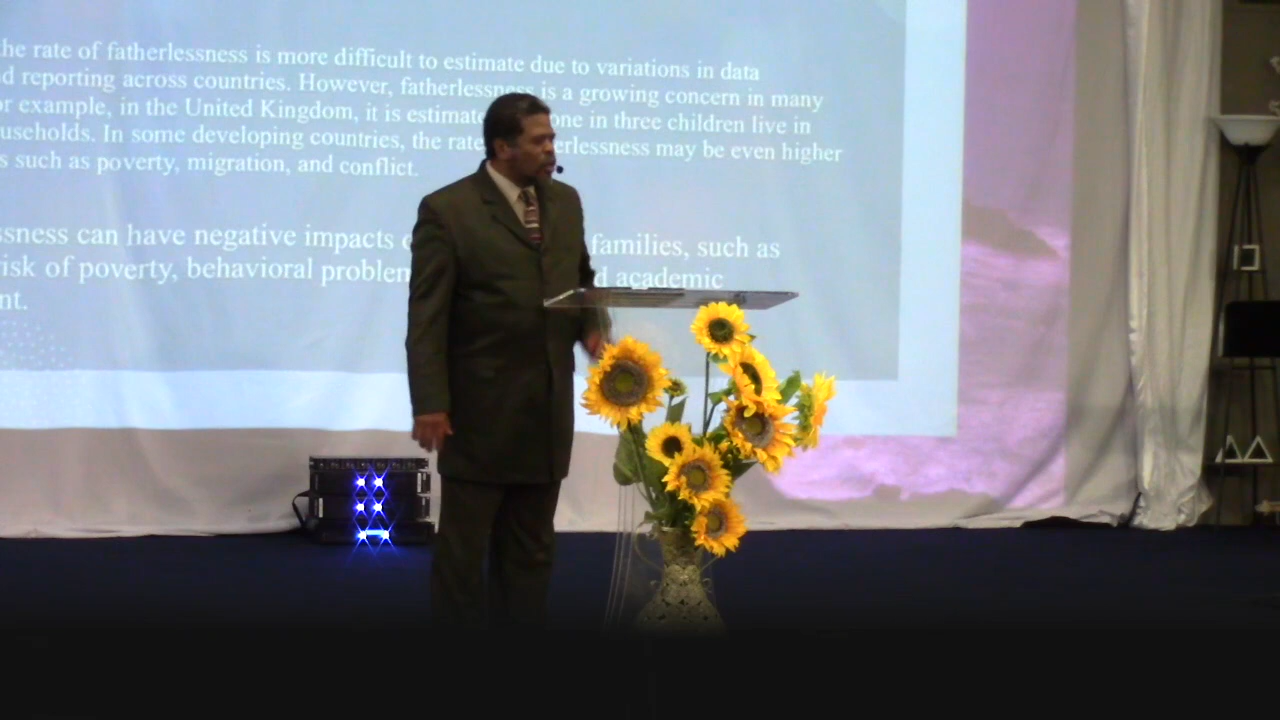 the rate of fatherlessness is more difficult to estimate due to variations in data
reporting across countries. However, fatherlessness is a growing concern in many
or example, in the United Kingdom, it is estimate one in three children live in
useholds. In some developing countries, the rate erlessness may be even higher
s such as poverty, migration, and conflict.
ssness can have negative impacts families, such as
risk of poverty, behavioral problem academic
nt.